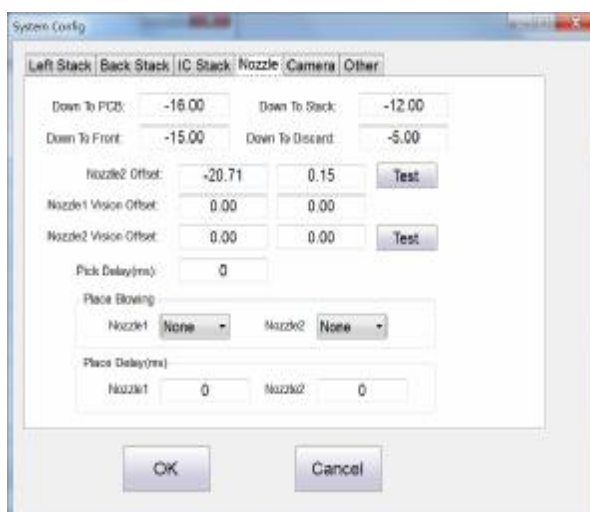 System Config
Left Stack Back Stack IC Stack Nozzle Camera Other
Down To PCB: -16.00 Down To Stack: -12.00
Down To Front: -15.00 Down To Discard: -5.00
Nozzle2 Offset: -20.71 0.15 Test
Nozzle1 Vision Offset: 0.00 0.00
Nozzle2 Vision Offset: 0.00 0.00 Test
Pick Delay(ms): 0
Place Blowing
Nozzle1 None Nozzle2 None
Place Delay(ms)
Nozzle1 0 Nozzle2 0
OK Cancel